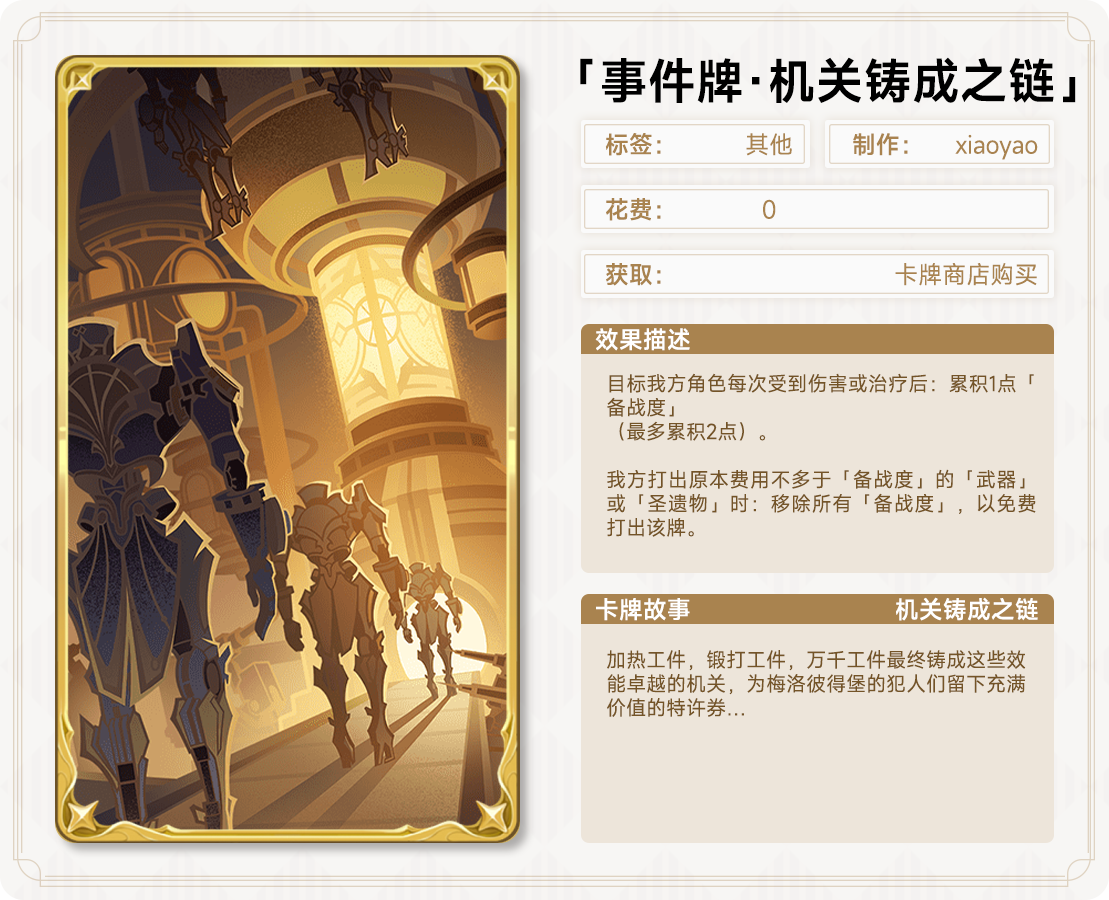 「事件牌·机关铸成之链」
标签： 其他
制作： xiaoyao
花费： 0
获取： 卡牌商店购买
效果描述
目标我方角色每次受到伤害或治疗后：累积1点「
备战度」
（最多累积2点）。
我方打出原本费用不多于「备战度」的「武器」
或「圣遗物」时：移除所有「备战度」，以免费
打出该牌。
卡牌故事 机关铸成之链
加热工件，锻打工件，万千工件最终铸成这些效
能卓越的机关，为梅洛彼得堡的犯人们留下充满
价值的特许券…